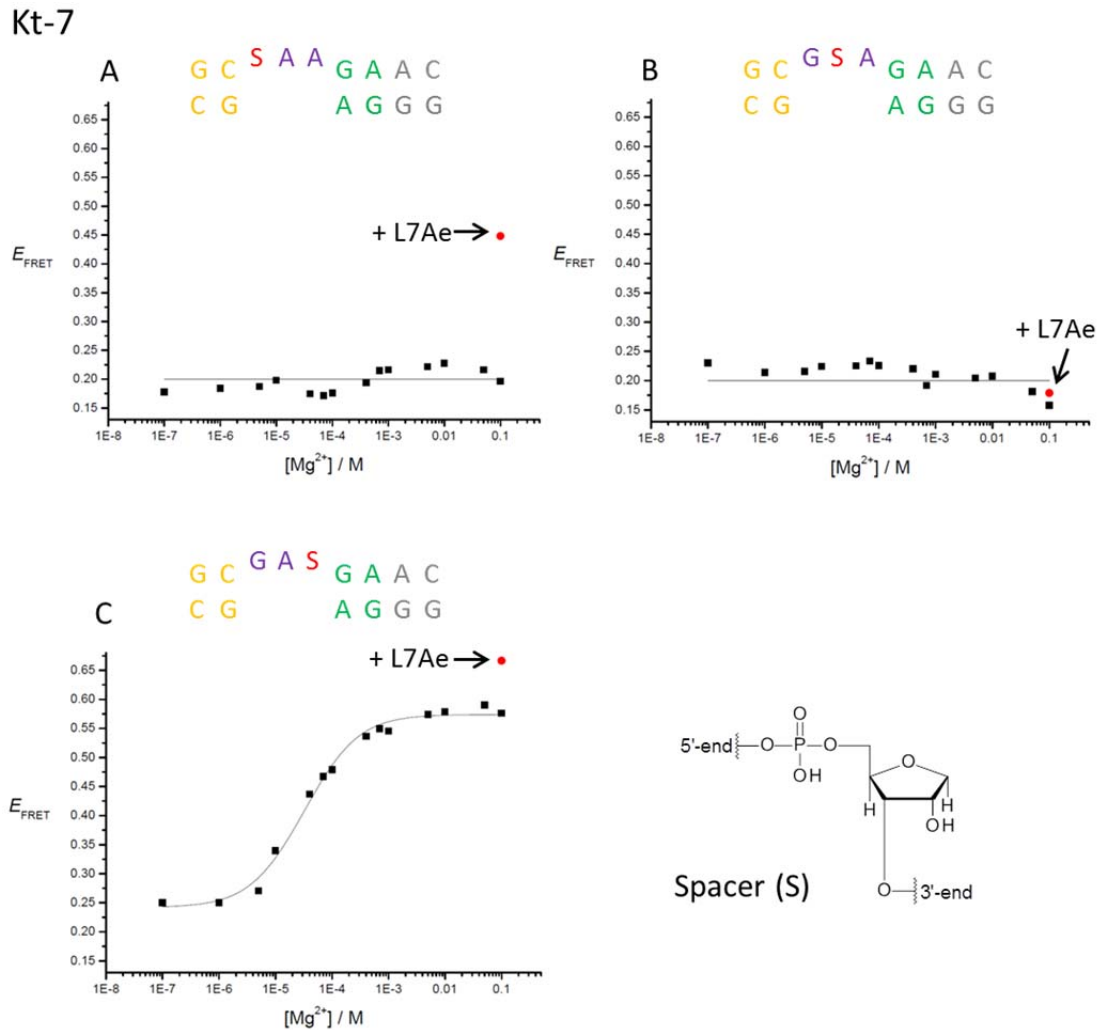 Kt-7
A
G C S A A G A A C
C G A G G G
0.65
0.60
0.55
0.50
0.45
0.40
0.35
0.30
0.25
0.20
0.15
E FRET
+ L7Ae
1E-8 1E-7 1E-6 1E-5 1E-4 1E-3 0.01 0.1
[Mg2+] / M
B
G C G S A G A A C
C G A G G G
0.65
0.60
0.55
0.50
0.45
0.40
0.35
0.30
0.25
0.20
0.15
E FRET
+ L7Ae
1E-8 1E-7 1E-6 1E-5 1E-4 1E-3 0.01 0.1
[Mg2+] / M
C
G C G A S G A A C
C G A G G G
0.65
0.60
0.55
0.50
0.45
0.40
0.35
0.30
0.25
0.20
0.15
E FRET
+ L7Ae
1E-8 1E-7 1E-6 1E-5 1E-4 1E-3 0.01 0.1
[Mg2+] / M
O
5'-end O P O O
OH
H H
OH
O 3'-end
Spacer (S)